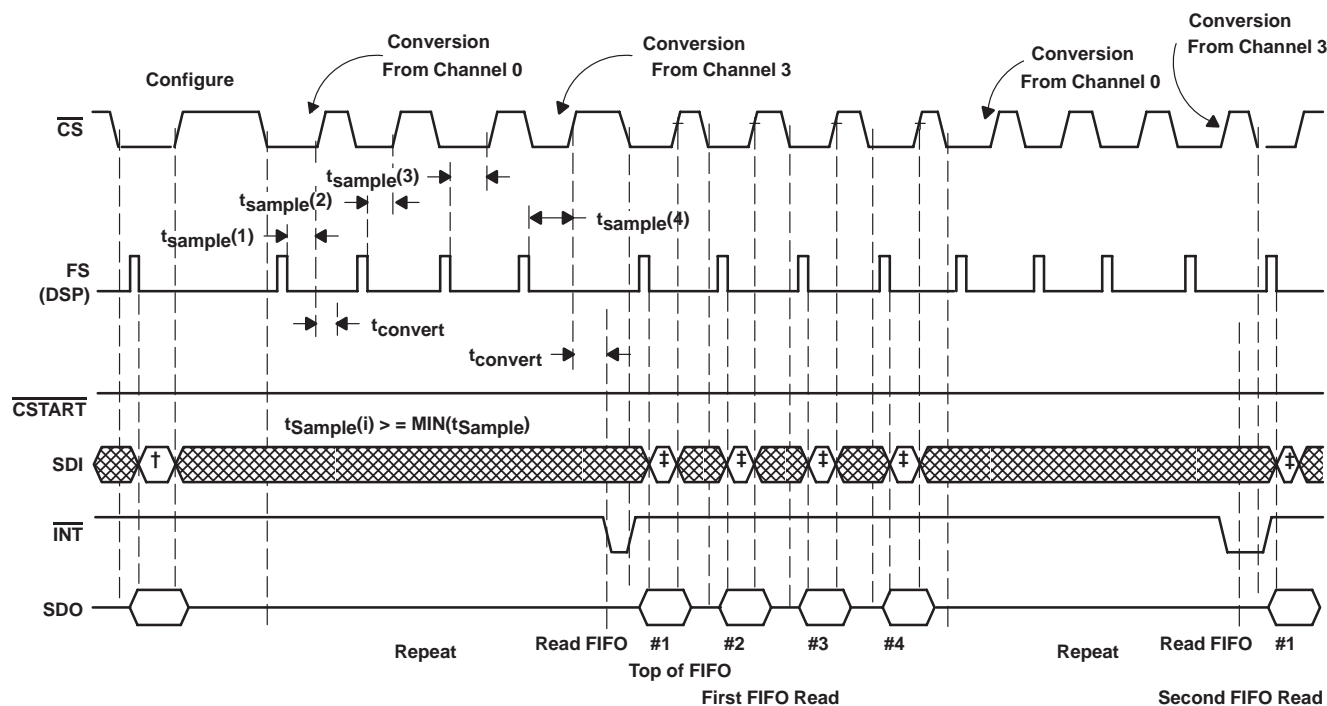 Conversion
From Channel 3
Conversion
From Channel 0
Conversion
From Channel 3
Conversion
From Channel 0
Configure
CS
tsample(3)
tsample(2)
tsample(4)
tsample(1)
FS
(DSP)
tconvert
tconvert
CSTART
tSample(i) > = MIN(tSample)
SDI † ‡ ‡ ‡ ‡ ‡
INT
SDO
Repeat Read FIFO #1 #2 #3 #4 Repeat Read FIFO #1
Top of FIFO
First FIFO Read Second FIFO Read